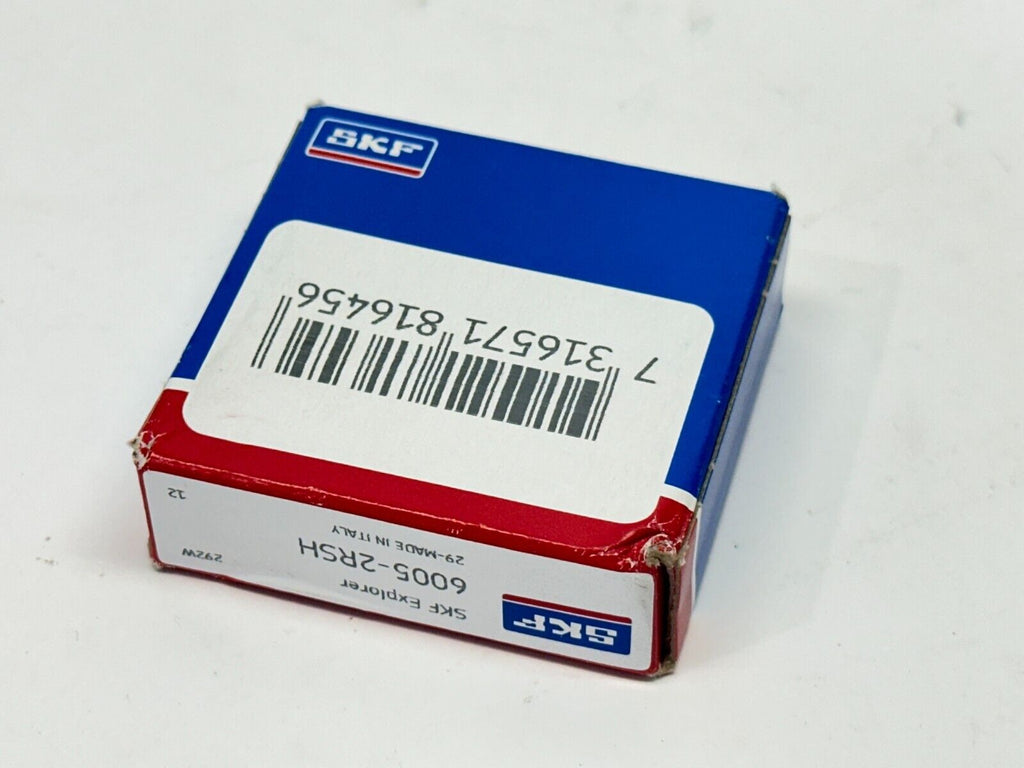 SKF
7 316571 816456
SKF
SKF Explorer
6005-2RSH
29-MADE IN ITALY
292W
12